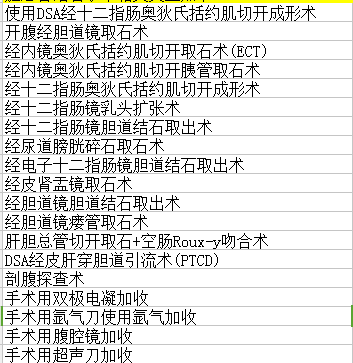 使用DSA经十二指肠奥狄氏括约肌切开成形术
开腹经胆道镜取石术
经内镜奥狄氏括约肌切开取石术(ECT)
经内镜奥狄氏括约肌切开胰管取石术
经十二指肠奥狄氏括约肌切开成形术
经十二指肠镜乳头扩张术
经十二指肠镜胆道结石取出术
经尿道膀胱碎石取石术
经电子十二指肠镜胆道结石取出术
经皮肾盂镜取石术
经胆道镜胆道结石取出术
经胆道镜瘘管取石术
肝胆总管切开取石+空肠Roux-y吻合术
DSA经皮肝穿胆道引流术(PTCD)
剖腹探查术
手术用双极电凝加收
手术用氩气刀使用氩气加收
手术用腹腔镜加收
手术用超声刀加收